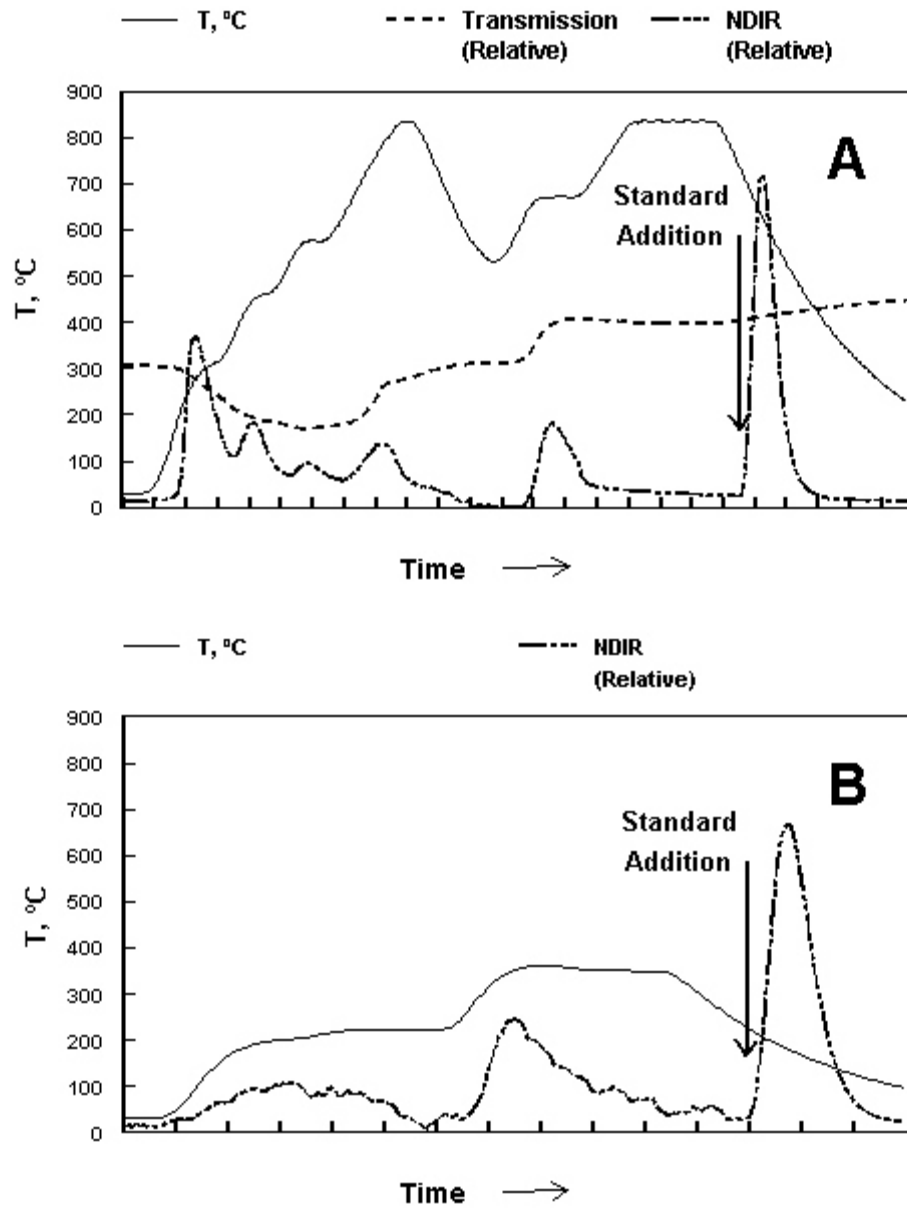 T, ºC Transmission (Relative) NDIR (Relative)
900
800
700
600
500
400
300
200
100
0
T, ºC
A
Standard
Addition
Time
T, ºC NDIR (Relative)
900
800
700
600
500
400
300
200
100
0
T, ºC
B
Standard
Addition
Time